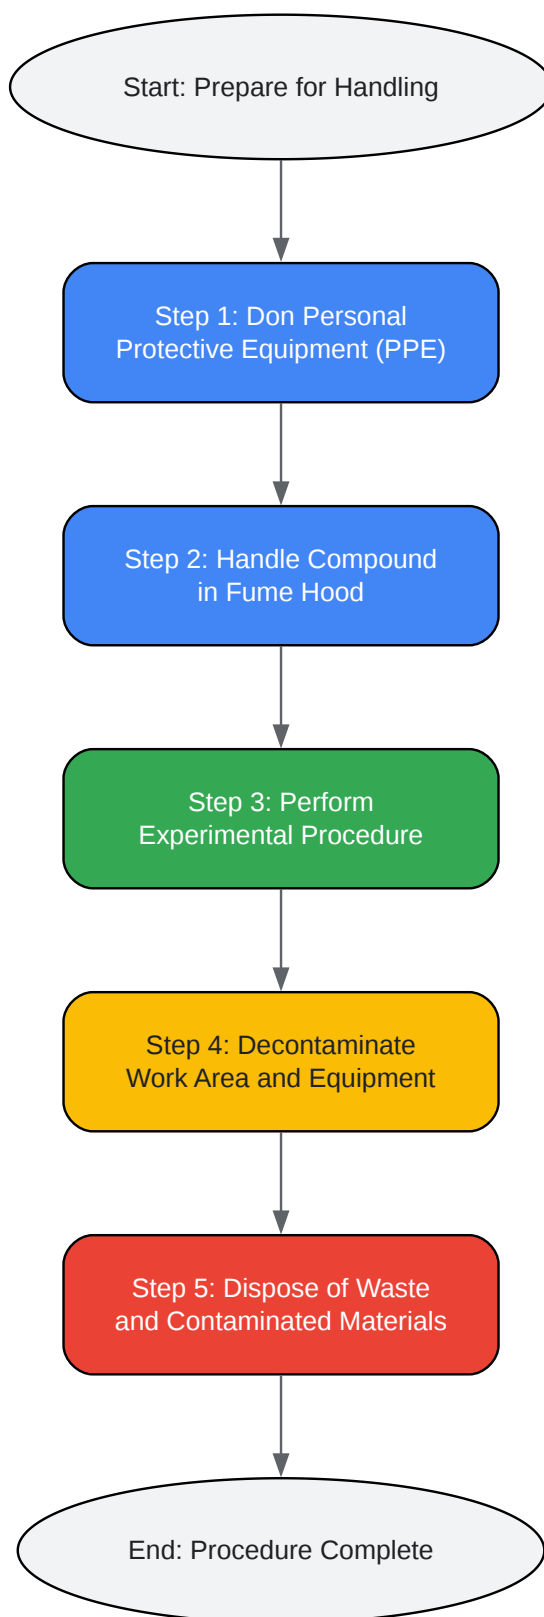 Start: Prepare for Handling
Step 1: Don Personal
Protective Equipment (PPE)
Step 2: Handle Compound
in Fume Hood
Step 3: Perform
Experimental Procedure
Step 4: Decontaminate
Work Area and Equipment
Step 5: Dispose of Waste
and Contaminated Materials
End: Procedure Complete